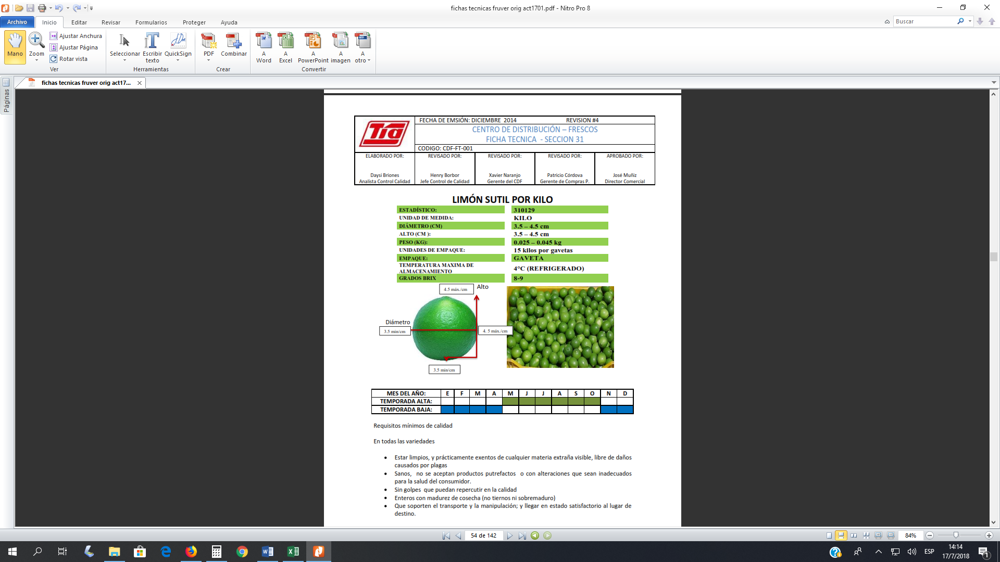 fichas tecnicas fruver orig act1701.pdf - Nitro Pro 8
Archivo
Inicio
Editar
Revisar
Formularios
Proteger
Ayuda
Buscar
Mano
Zoom
Ajustar Anchura
Ajustar Página
Rotar vista
Ver
Seleccionar
Escribir texto
QuickSign
Herramientas
PDF
Combinar
Crear
A Word
A Excel
A PowerPoint
A imagen
A otro
Convertir
fichas tecnicas fruver orig act17...
Páginas
Tía
FECHA DE EMSIÓN: DICIEMBRE 2014 REVISION #4
CENTRO DE DISTRIBUCIÓN – FRESCOS
FICHA TECNICA - SECCION 31
CODIGO: CDF-FT-001
ELABORADO POR: REVISADO POR: REVISADO POR: REVISADO POR: APROBADO POR:
Daysi Briones Henry Borbor Xavier Naranjo Patricio Córdova José Muñiz
Analista Control Calidad Jefe Control de Calidad Gerente del CDF Gerente de Compras P. Director Comercial
LIMÓN SUTIL POR KILO
ESTADÍSTICO: 310129
UNIDAD DE MEDIDA: KILO
DIÁMETRO (CM) 3.5 – 4.5 cm
ALTO (CM ): 3.5 – 4.5 cm
PESO (KG): 0.025 – 0.045 kg
UNIDADES DE EMPAQUE: 15 kilos por gavetas
EMPAQUE: GAVETA
TEMPERATURA MAXIMA DE
ALMACENAMIENTO 4°C (REFRIGERADO)
GRADOS BRIX 8-9
4.5 máx./cm Alto
Diámetro
3.5 min/cm 4. 5 máx./cm
3.5 min/cm
MES DEL AÑO: E F M A M J J A S O N D
TEMPORADA ALTA:
TEMPORADA BAJA:
Requisitos mínimos de calidad
En todas las variedades
• Estar limpios, y prácticamente exentos de cualquier materia extraña visible, libre de daños
causados por plagas
• Sanos, no se aceptan productos putrefactos o con alteraciones que sean inadecuados
para la salud del consumidor.
• Sin golpes que puedan repercutir en la calidad
• Enteros con madurez de cosecha (no tiernos ni sobremaduro)
• Que soporten el transporte y la manipulación; y llegar en estado satisfactorio al lugar de
destino.
54 de 142
84%
ESP
14:14
17/7/2018
1